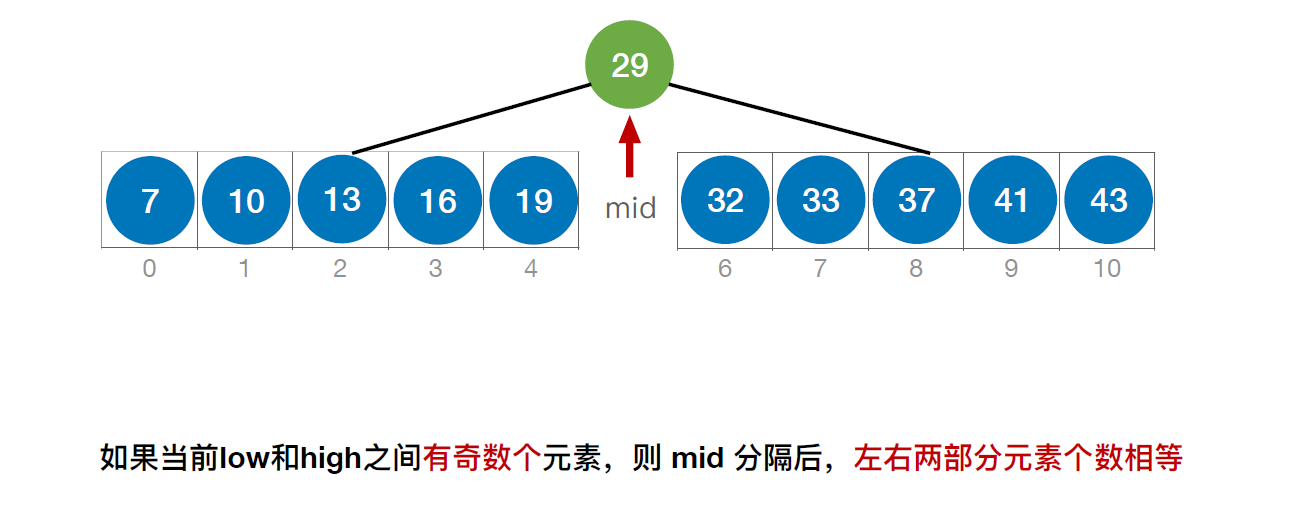 29
7 10 13 16 19 mid 32 33 37 41 43
0 1 2 3 4 6 7 8 9 10
如果当前low和high之间有奇数个元素，则 mid 分隔后，左右两部分元素个数相等